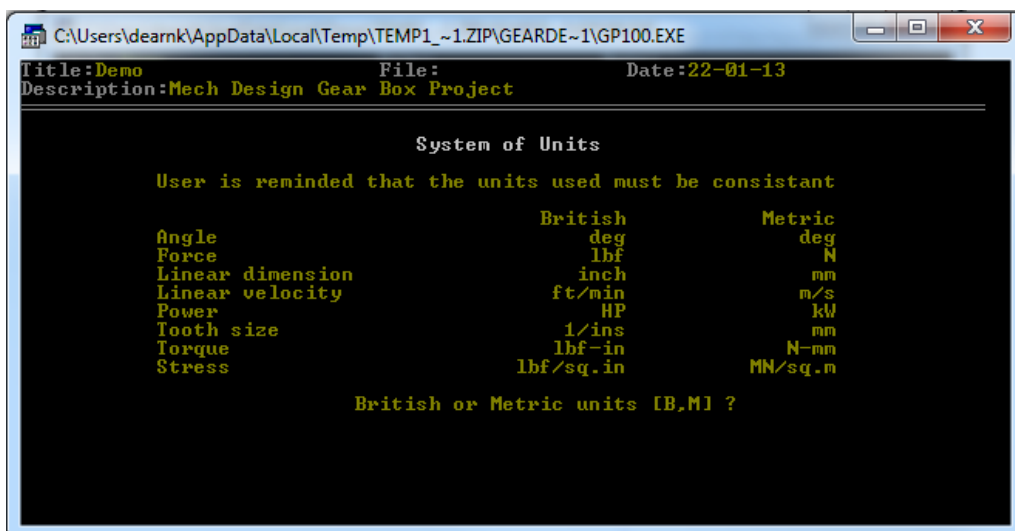 C:\Users\dearnk\AppData\Local\Temp\TEMP1_~1.ZIP\GEARDE~1\GP100.EXE
Title:Demo File: Date:22-01-13
Description:Mech Design Gear Box Project
System of Units
User is reminded that the units used must be consistant
British Metric
Angle deg deg
Force lbf N
Linear dimension inch mm
Linear velocity ft/min m/s
Power HP kW
Tooth size 1/ins mm
Torque lbf-in N-mm
Stress lbf/sq.in MN/sq.m
British or Metric units [B,M] ?